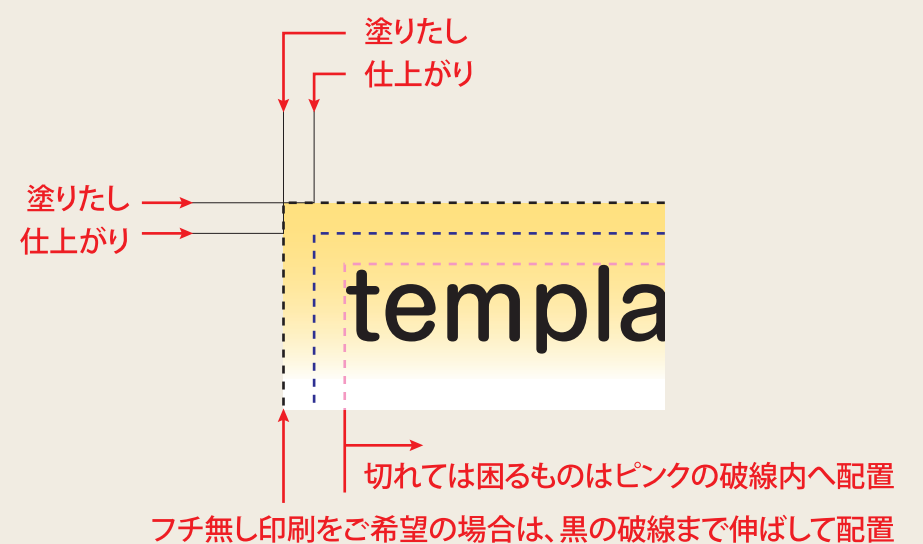 塗りたし
仕上がり
塗りたし
仕上がり
templa
切れては困るものはピンクの破線内へ配置
フチ無し印刷をご希望の場合は、黒の破線まで伸ばして配置